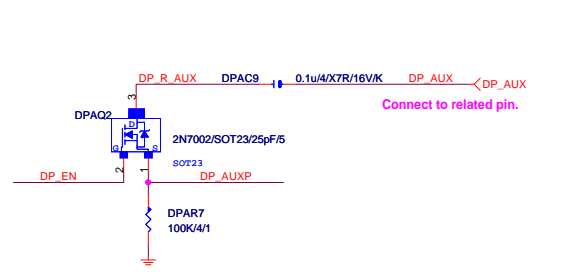 DP_R_AUX
DPAC9
0.1u/4/X7R/16V/K
DP_AUX
DP_AUX
Connect to related pin.
3
DPAQ2
D
G
S
2N7002/SOT23/25pF/5
SOT23
2
1
DP_EN
DP_AUXP
DPAR7
100K/4/1